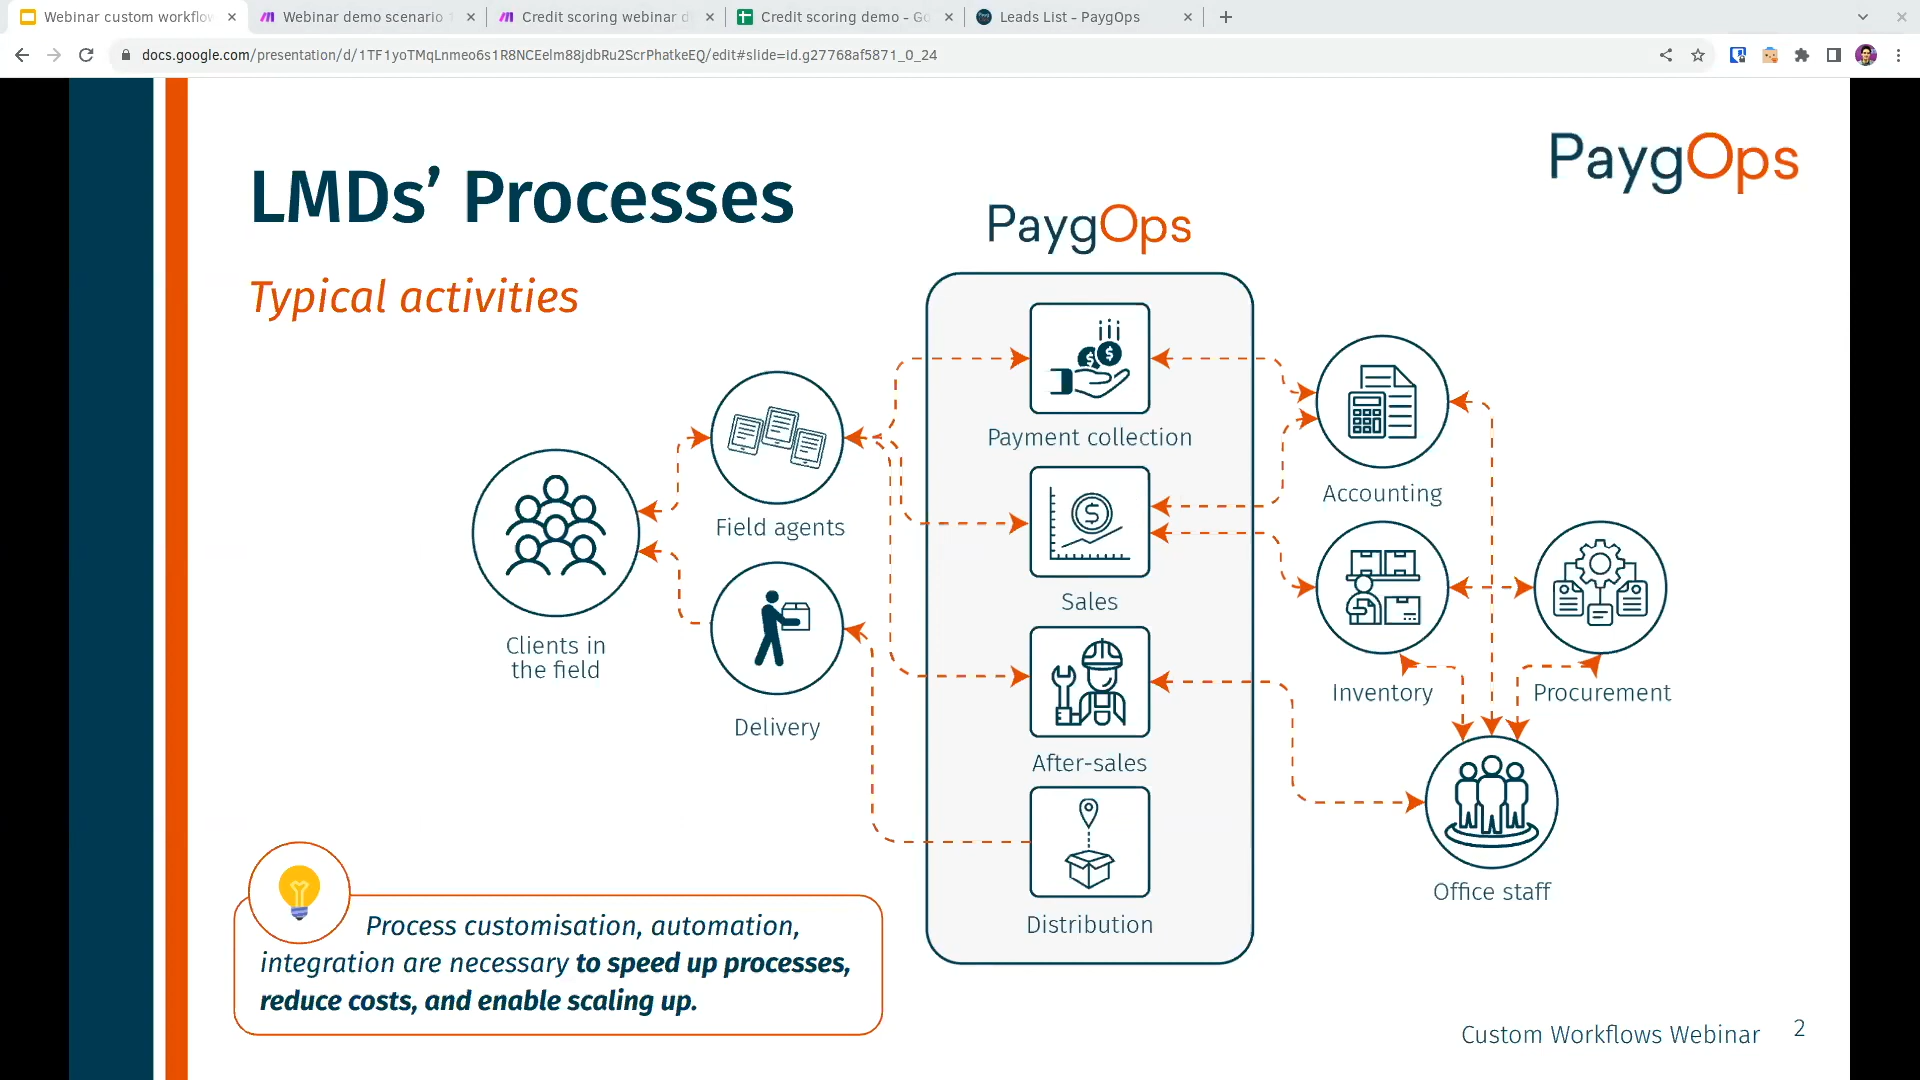 Webinar custom workflow
Webinar demo scenario 1
Credit scoring webinar d
Credit scoring demo - Go
Leads List - PaygOps
docs.google.com/presentation/d/1TF1yoTMqLnmeo6s1R8NCEelm88jdbRu2ScrPhatkeEQ/edit#slide=id.g27768af5871_0_24
PaygOps
LMDs’ Processes
Typical activities
PaygOps
Payment collection
Sales
After-sales
Distribution
Field agents
Delivery
Clients in
the field
Accounting
Inventory
Procurement
Office staff
Process customisation, automation,
integration are necessary to speed up processes,
reduce costs, and enable scaling up.
Custom Workflows Webinar
2